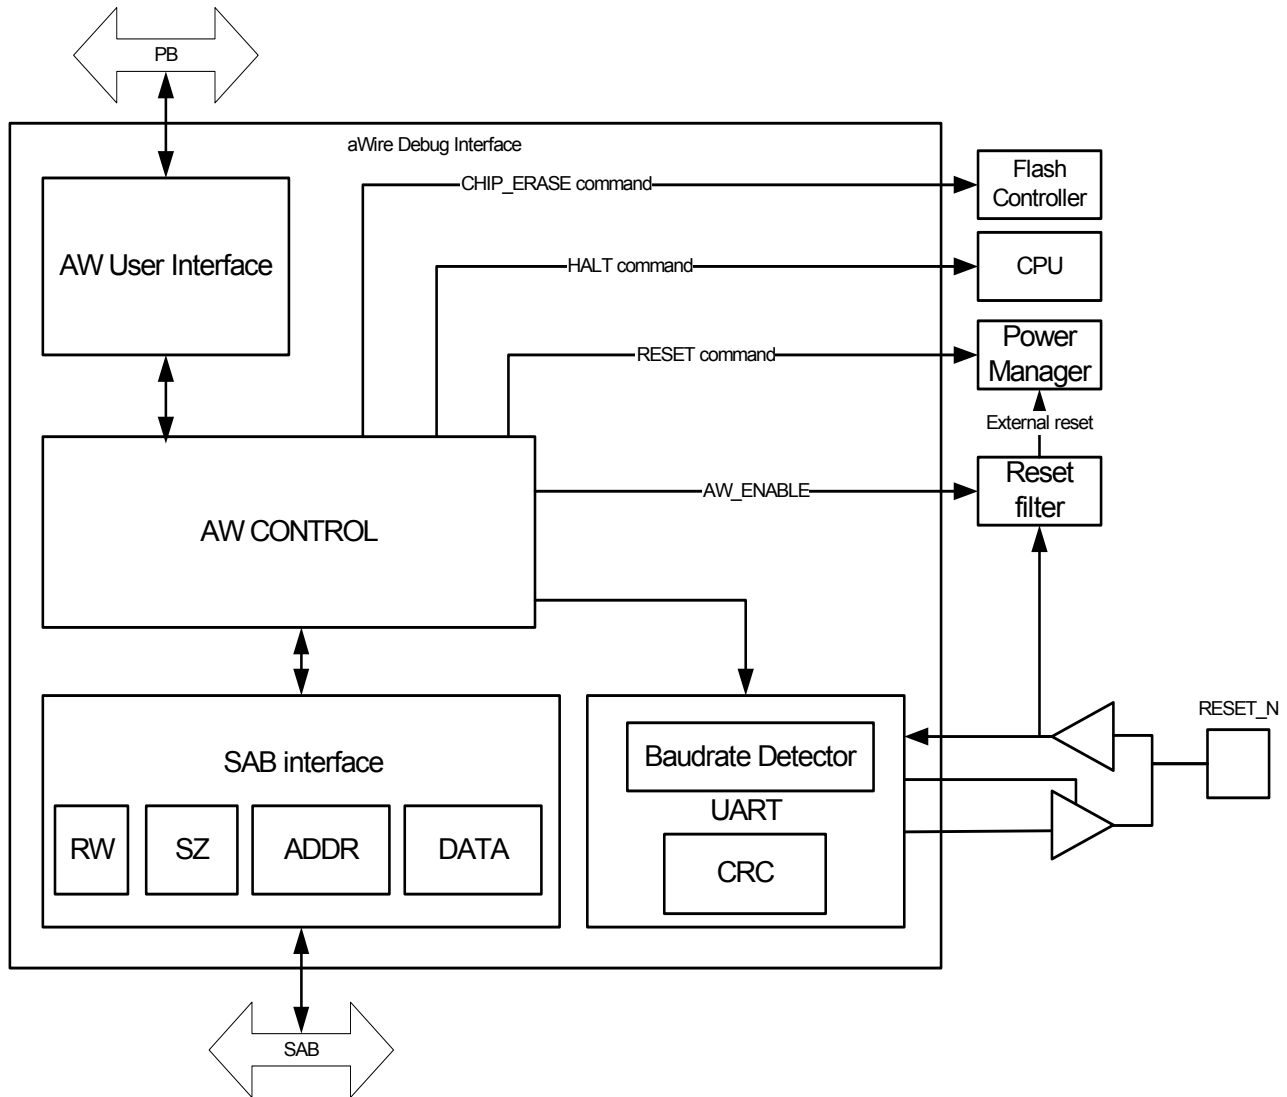 PB
aWire Debug Interface
CHIP_ERASE command
Flash
Controller
AW User Interface
HALT command
CPU
RESET command
Power
Manager
External reset
AW CONTROL
AW_ENABLE
Reset
filter
RESET_N
SAB interface
Baudrate Detector
UART
RW
SZ
ADDR
DATA
CRC
SAB